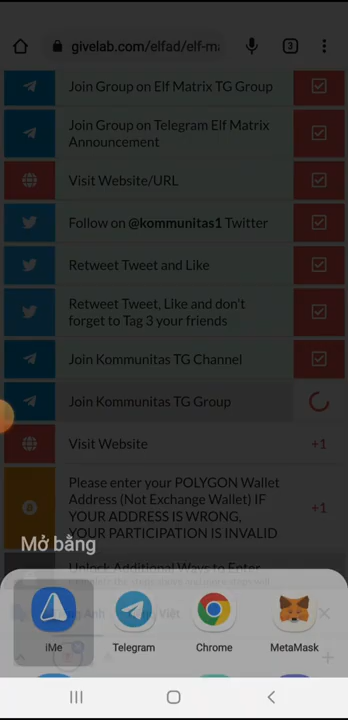 givelab.com/elfad/elf-ma
3
Join Group on Elf Matrix TG Group
Join Group on Telegram Elf Matrix
Announcement
Visit Website/URL
Follow on @kommunitas1 Twitter
Retweet Tweet and Like
Retweet Tweet, Like and don't
forget to Tag 3 your friends
Join Kommunitas TG Channel
Join Kommunitas TG Group
Visit Website
+1
Please enter your POLYGON Wallet
Address (Not Exchange Wallet) IF
YOUR ADDRESS IS WRONG,
YOUR PARTICIPATION IS INVALID
+1
Mở bằng
Unlock Additional Ways to Enter
Anh
Việt
iMe
Telegram
Chrome
MetaMask